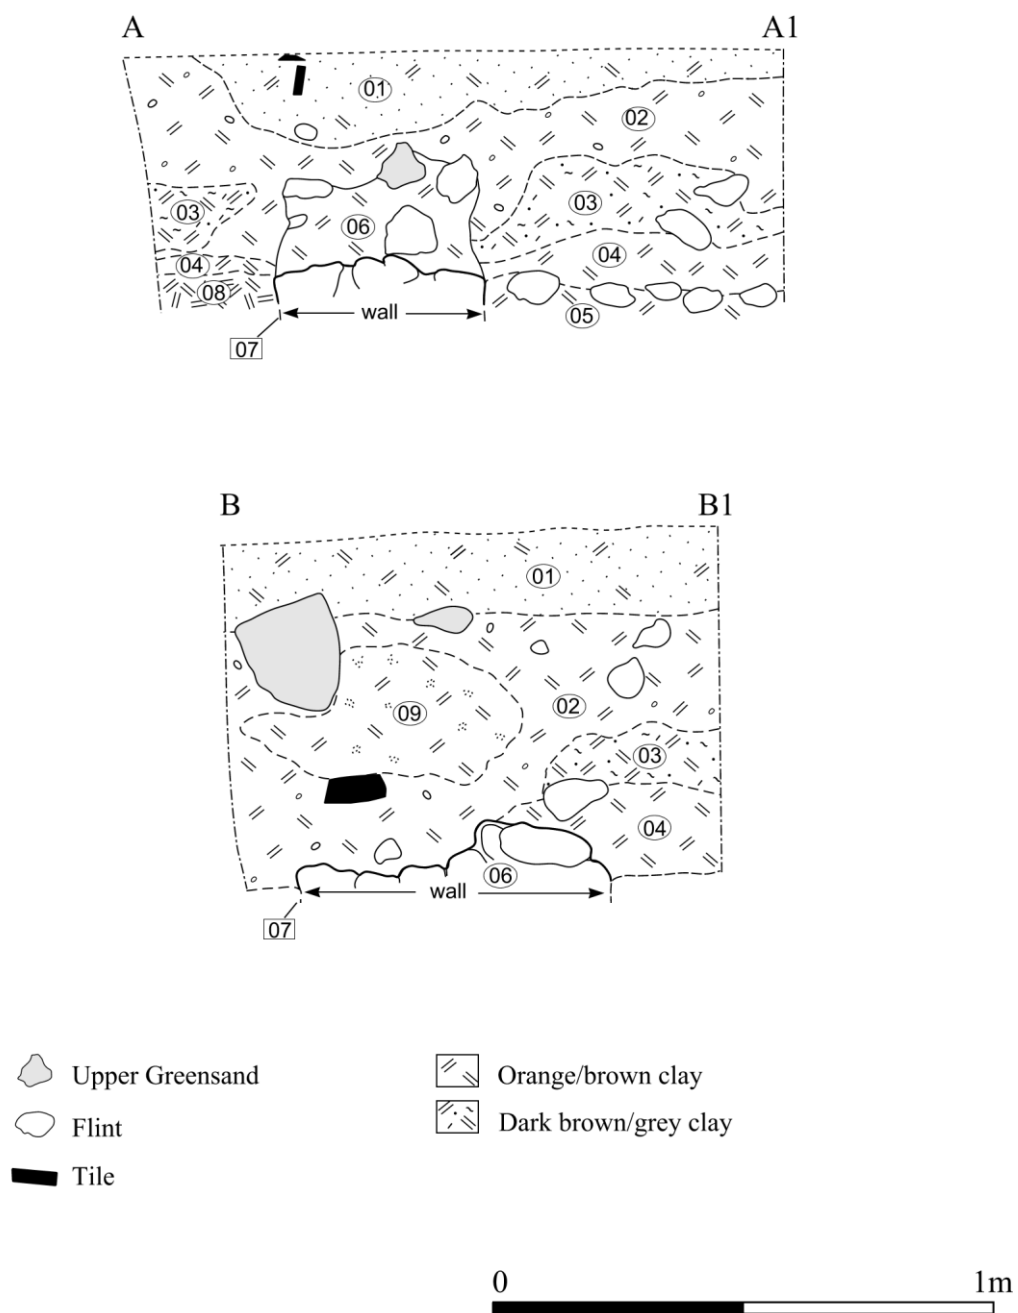 A A1
01
02
03 03
06
04 04
08
05
wall
07
B B1
01
02
09
03
04
06
wall
07
Upper Greensand
Orange/brown clay
Flint
Dark brown/grey clay
Tile
0 1m